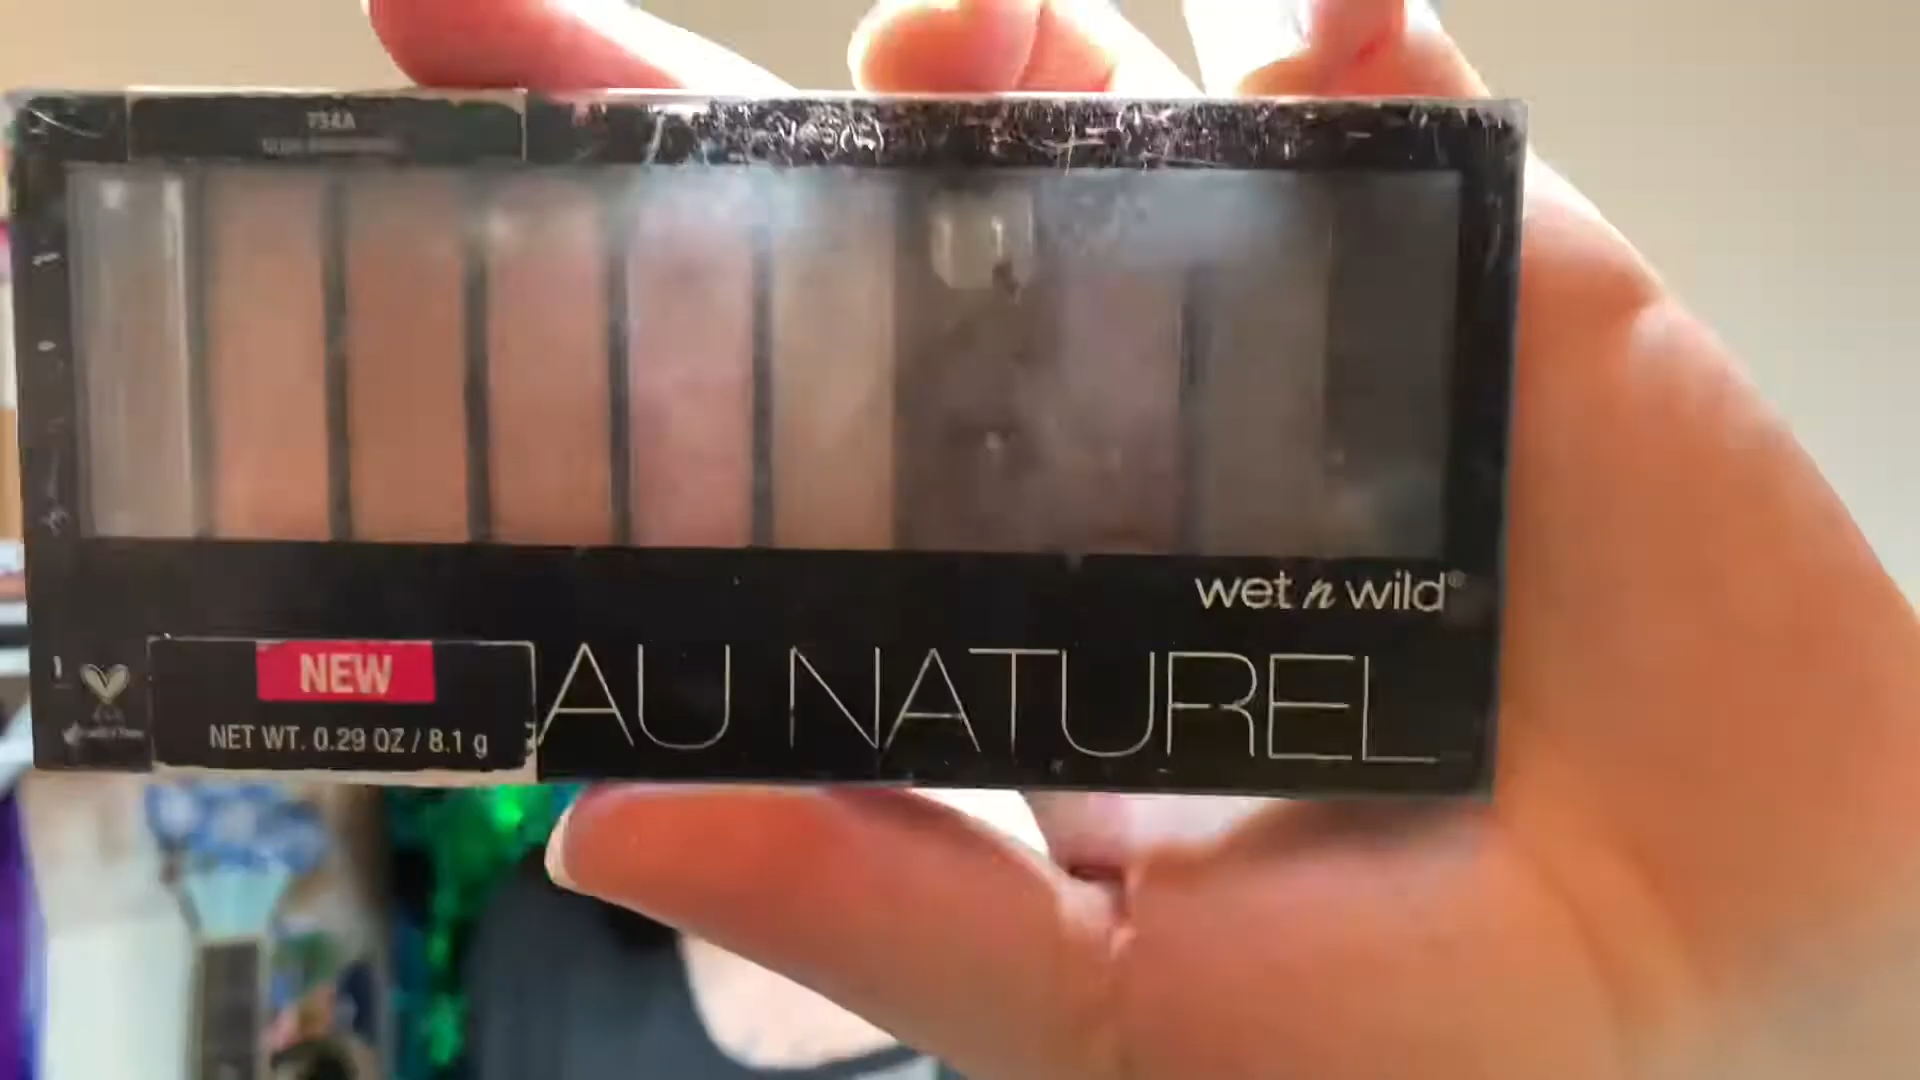 734A
wet n wild®
NEW
NET WT. 0.29 OZ / 8.1 g
AU NATUREL